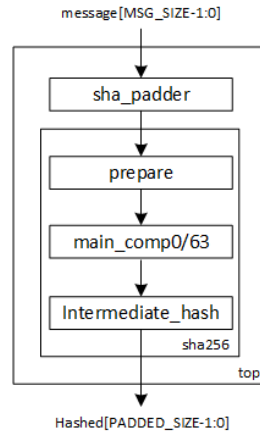 message[MSG_SIZE-1:0]
sha_padder
prepare
main_comp0/63
Intermediate_hash
sha256
top
Hashed[PADDED_SIZE-1:0]